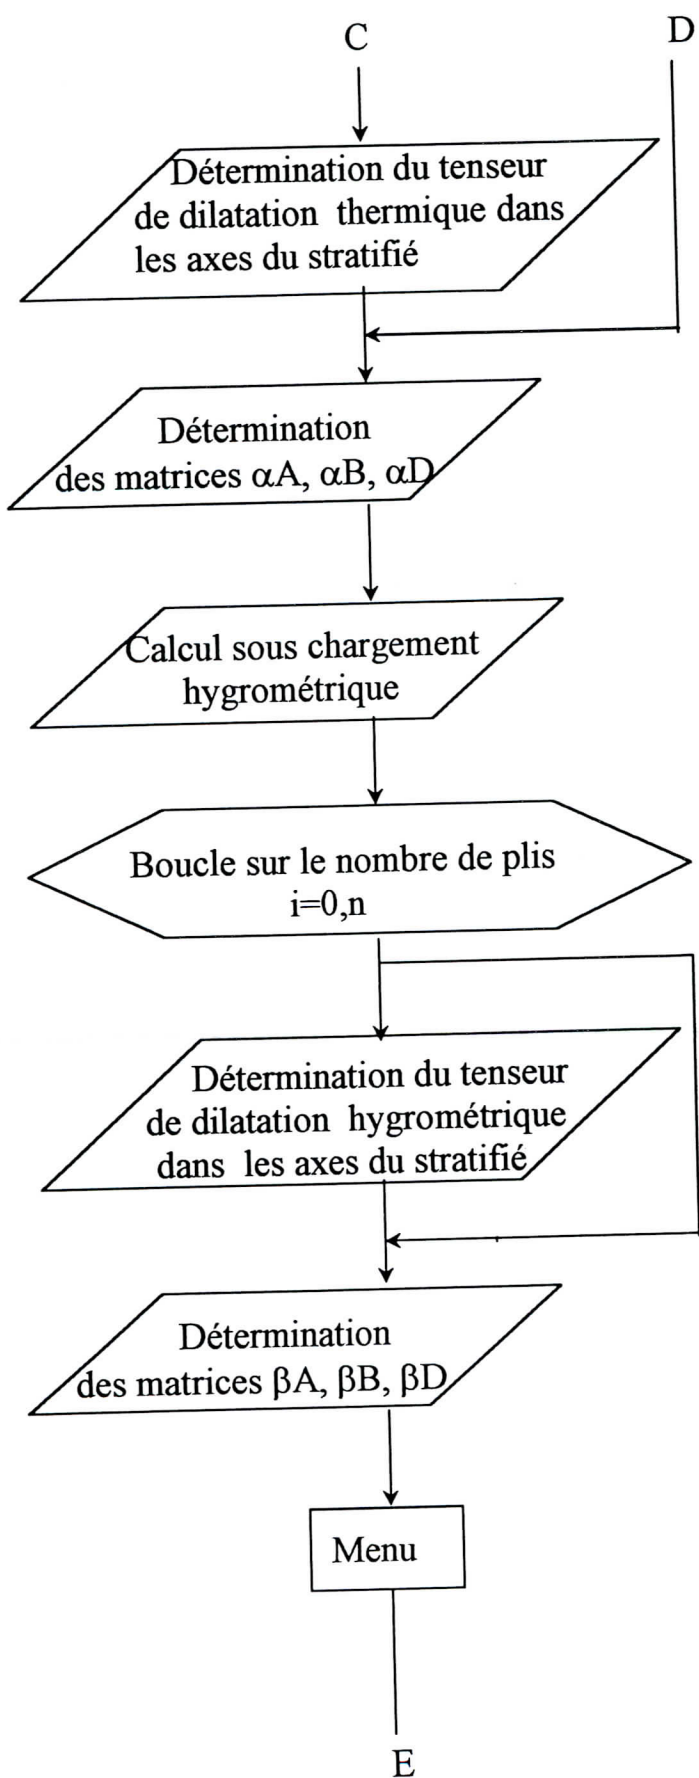 C
D
Détermination du tenseur
de dilatation thermique dans
les axes du stratifié
Détermination
des matrices αA, αB, αD
Calcul sous chargement
hygrométrique
Boucle sur le nombre de plis
i=0,n
Détermination du tenseur
de dilatation hygrométrique
dans les axes du stratifié
Détermination
des matrices βA, βB, βD
Menu
E